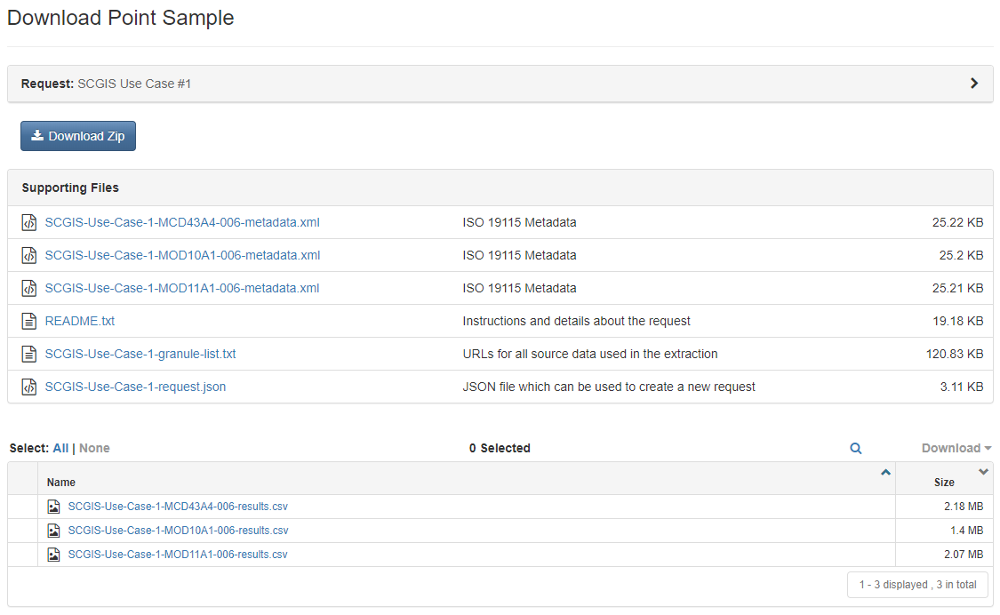 Download Point Sample
Request: SCGIS Use Case #1
Download Zip
Supporting Files
SCGIS-Use-Case-1-MCD43A4-006-metadata.xml ISO 19115 Metadata 25.22 KB
SCGIS-Use-Case-1-MOD10A1-006-metadata.xml ISO 19115 Metadata 25.2 KB
SCGIS-Use-Case-1-MOD11A1-006-metadata.xml ISO 19115 Metadata 25.21 KB
README.txt Instructions and details about the request 19.18 KB
SCGIS-Use-Case-1-granule-list.txt URLs for all source data used in the extraction 120.83 KB
SCGIS-Use-Case-1-request.json JSON file which can be used to create a new request 3.11 KB
Select: All | None 0 Selected Download
Name Size
SCGIS-Use-Case-1-MCD43A4-006-results.csv 2.18 MB
SCGIS-Use-Case-1-MOD10A1-006-results.csv 1.4 MB
SCGIS-Use-Case-1-MOD11A1-006-results.csv 2.07 MB
1 - 3 displayed , 3 in total